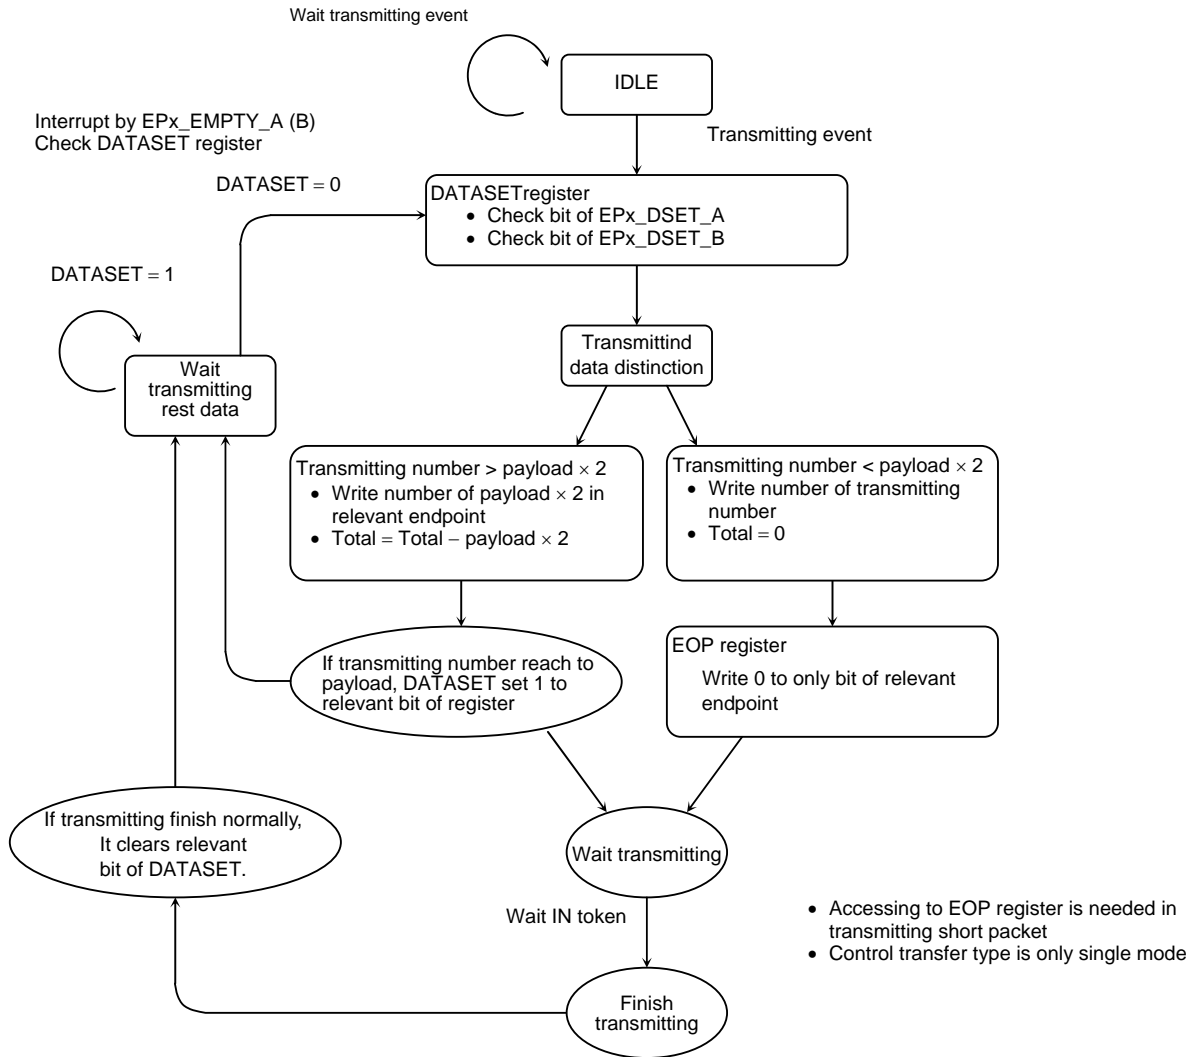 Wait transmitting event
IDLE
Interrupt by EPx_EMPTY_A (B)
Check DATASET register
Transmitting event
DATASET = 0
DATASETregister
• Check bit of EPx_DSET_A
• Check bit of EPx_DSET_B
DATASET = 1
Transmittind
data distinction
Wait
transmitting
rest data
Transmitting number > payload × 2
• Write number of payload × 2 in
relevant endpoint
• Total = Total − payload × 2
Transmitting number < payload × 2
• Write number of transmitting
number
• Total = 0
If transmitting number reach to
payload, DATASET set 1 to
relevant bit of register
EOP register
Write 0 to only bit of relevant
endpoint
If transmitting finish normally,
It clears relevant
bit of DATASET.
Wait transmitting
Wait IN token
• Accessing to EOP register is needed in
transmitting short packet
• Control transfer type is only single mode
Finish
transmitting